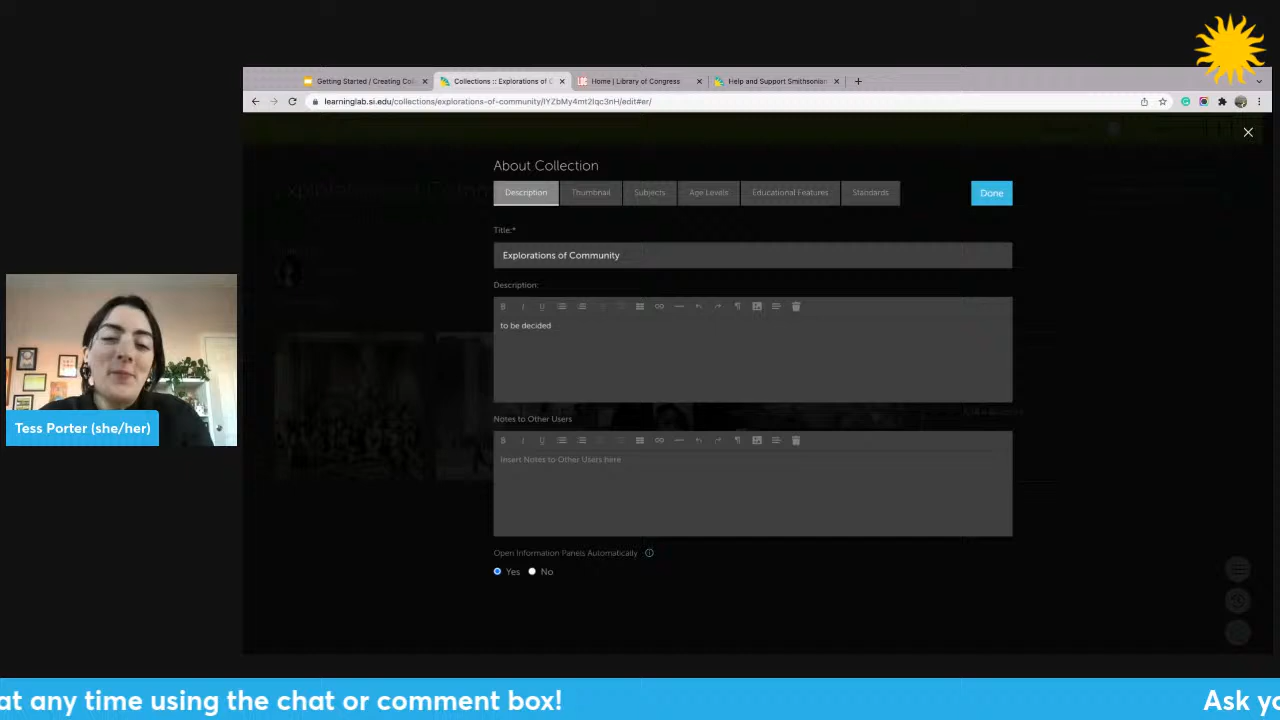 Getting Started / Creating Col
Collections :: Explorations of C
Home | Library of Congress
Help and Support Smithsonian
learninglab.si.edu/collections/explorations-of-community/IYZbMy4mt2lqc3nH/edit#er/
About Collection
Description
Thumbnail
Subjects
Age Levels
Educational Features
Standards
Done
Title:*
Explorations of Community
Description:
to be decided
Notes to Other Users
Insert Notes to Other Users here
Open Information Panels Automatically
Yes
No
Tess Porter (she/her)
at any time using the chat or comment box!
Ask yo